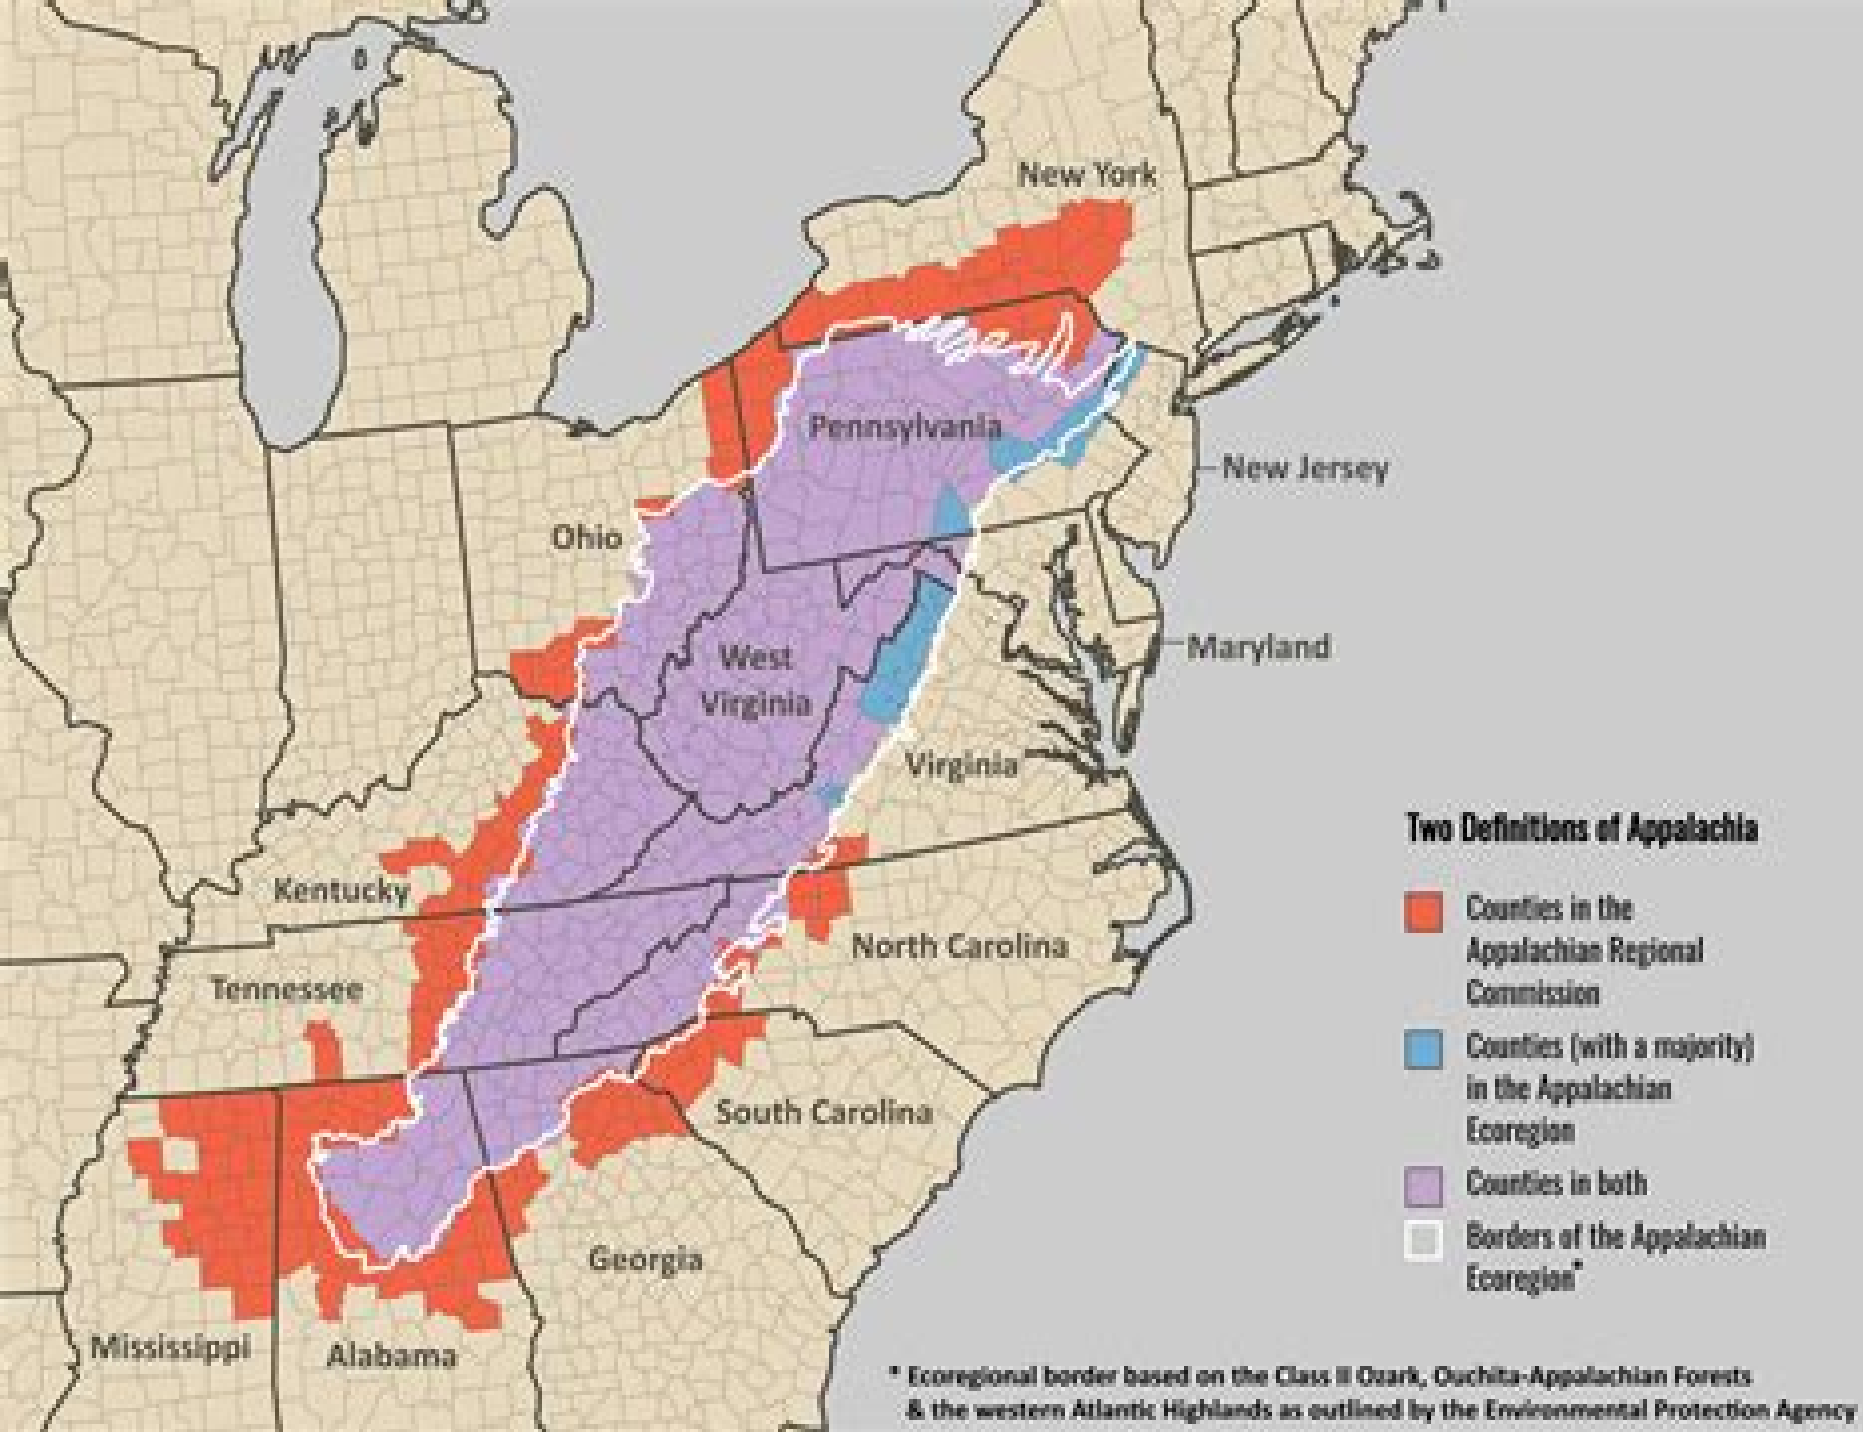 New York
Pennsylvania
New Jersey
Ohio
Maryland
West
Virginia
Virginia
Kentucky
North Carolina
Tennessee
South Carolina
Georgia
Mississippi
Alabama
Two Definitions of Appalachia
Counties in the
Appalachian Regional
Commission
Counties (with a majority)
in the Appalachian
Ecoregion
Counties in both
Borders of the Appalachian
Ecoregion*
* Ecoregional border based on the Class II Ozark, Ouchita-Appalachian Forests
& the western Atlantic Highlands as outlined by the Environmental Protection Agency